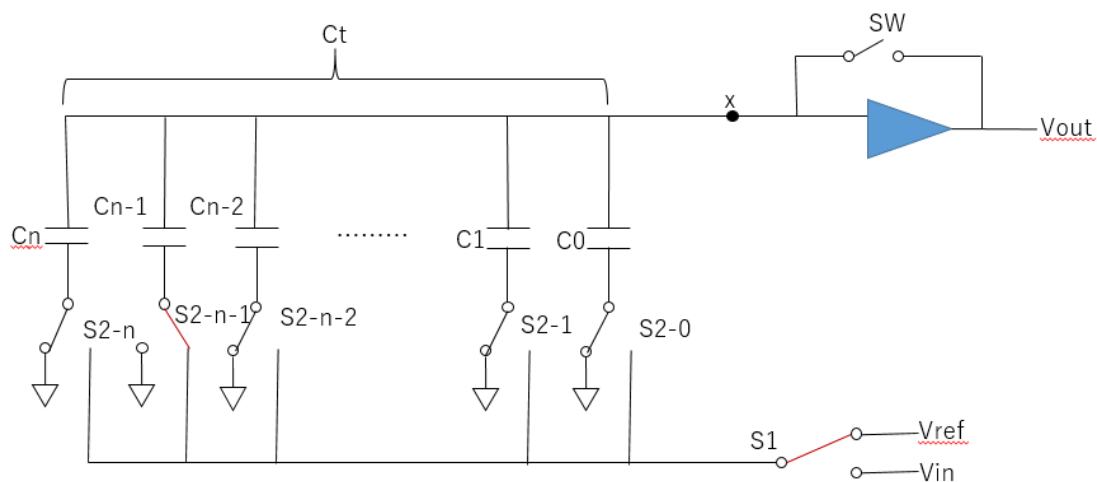 Ct
SW
x
Vout
Cn
Cn-1
Cn-2
………
C1
C0
S2-n
S2-n-1
S2-n-2
S2-1
S2-0
S1
Vref
Vin